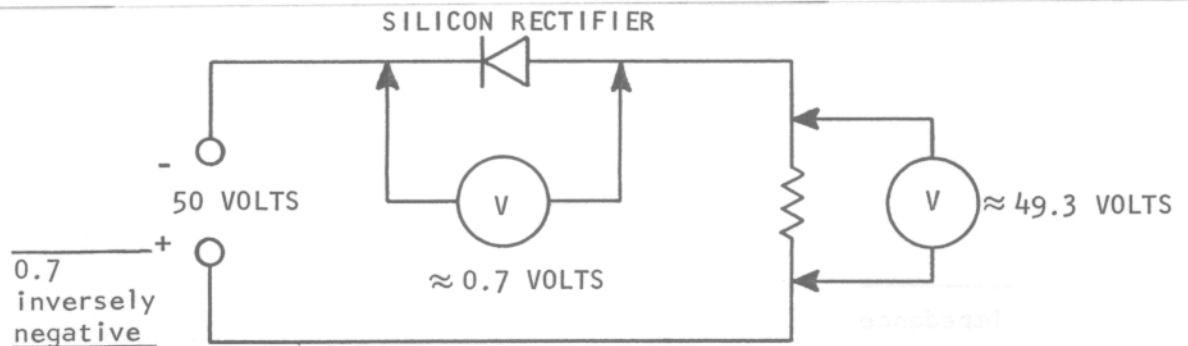 SILICON RECTIFIER
-
50 VOLTS
+
V
≈ 0.7 VOLTS
V
≈ 49.3 VOLTS
0.7
inversely
negative